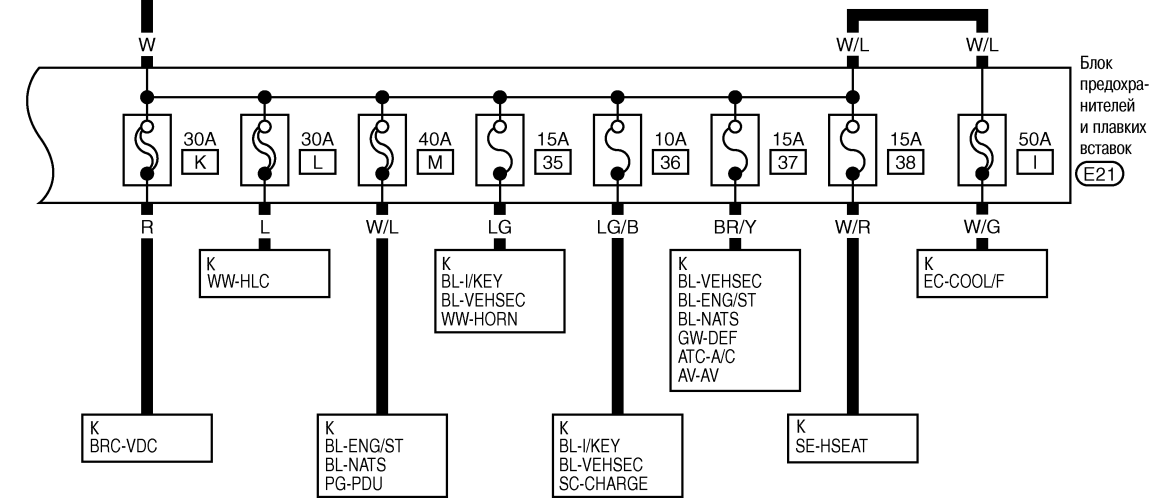 W
W/L
W/L
Блок
предохра-
нителей
и плавких
вставок
E21
30A
K
30A
L
40A
M
15A
35
10A
36
15A
37
15A
38
50A
I
R
L
W/L
LG
LG/B
BR/Y
W/R
W/G
K
WW-HLC
K
BL-I/KEY
BL-VEHSEC
WW-HORN
K
BL-VEHSEC
BL-ENG/ST
BL-NATS
GW-DEF
ATC-A/C
AV-AV
K
EC-COOL/F
K
BRC-VDC
K
BL-ENG/ST
BL-NATS
PG-PDU
K
BL-I/KEY
BL-VEHSEC
SC-CHARGE
K
SE-HSEAT